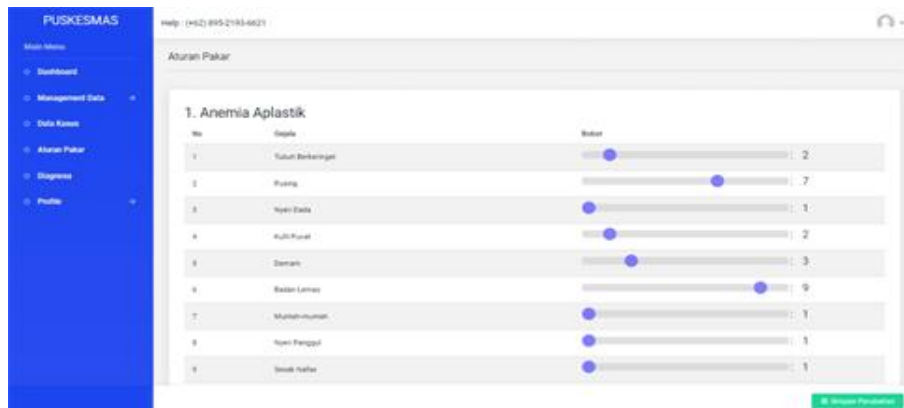 PUSKESMAS
Help : (+62) 895-2193-6621
Main Menu
Dashboard
Management Data
Data Kasus
Aturan Pakar
Diagnosa
Profile
Aturan Pakar
1. Anemia Aplastik
No Gejala Bobot
1 Tubuh Berkeringat : 2
2 Pusing : 7
3 Nyeri Dada : 1
4 Kulit Pucat : 2
5 Demam : 3
6 Badan Lemas : 9
7 Muntah-muntah : 1
8 Nyeri Panggul : 1
9 Sesak Nafas : 1
Simpan Perubahan